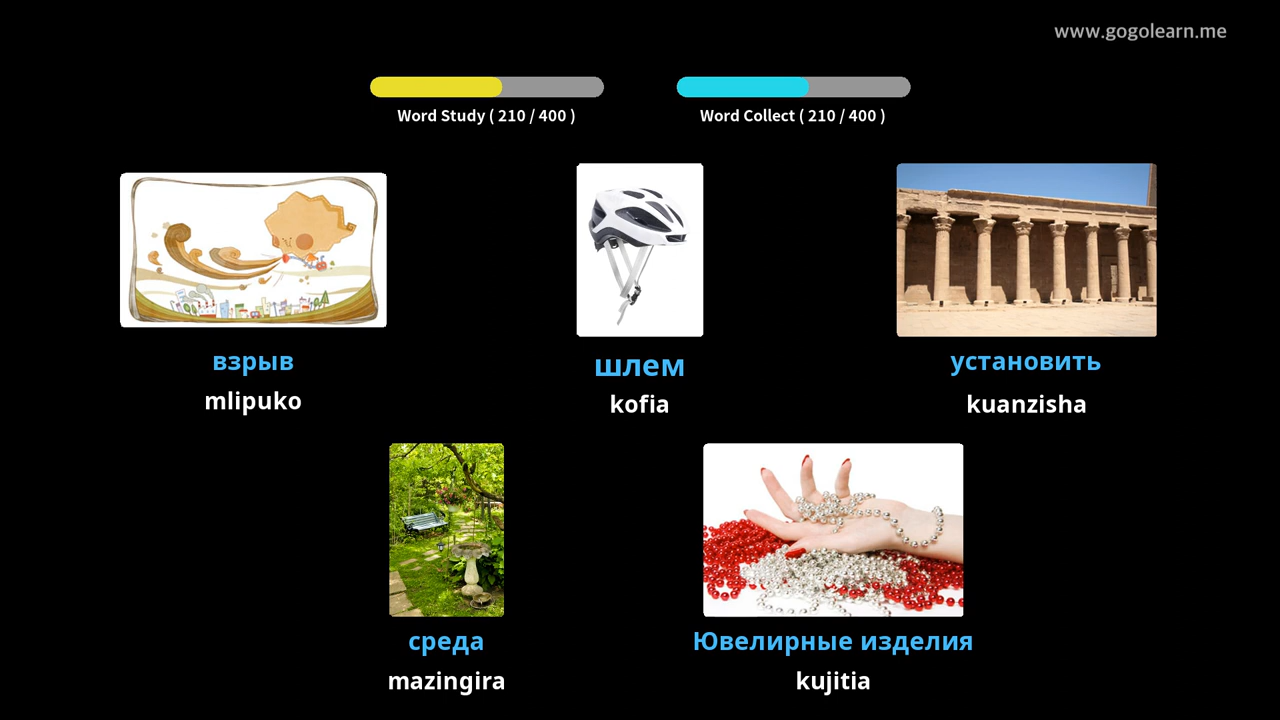 www.gogolearn.me
Word Study ( 210 / 400 )
Word Collect ( 210 / 400 )
взрыв
mlipuko
шлем
kofia
установить
kuanzisha
среда
mazingira
Ювелирные изделия
kujitia